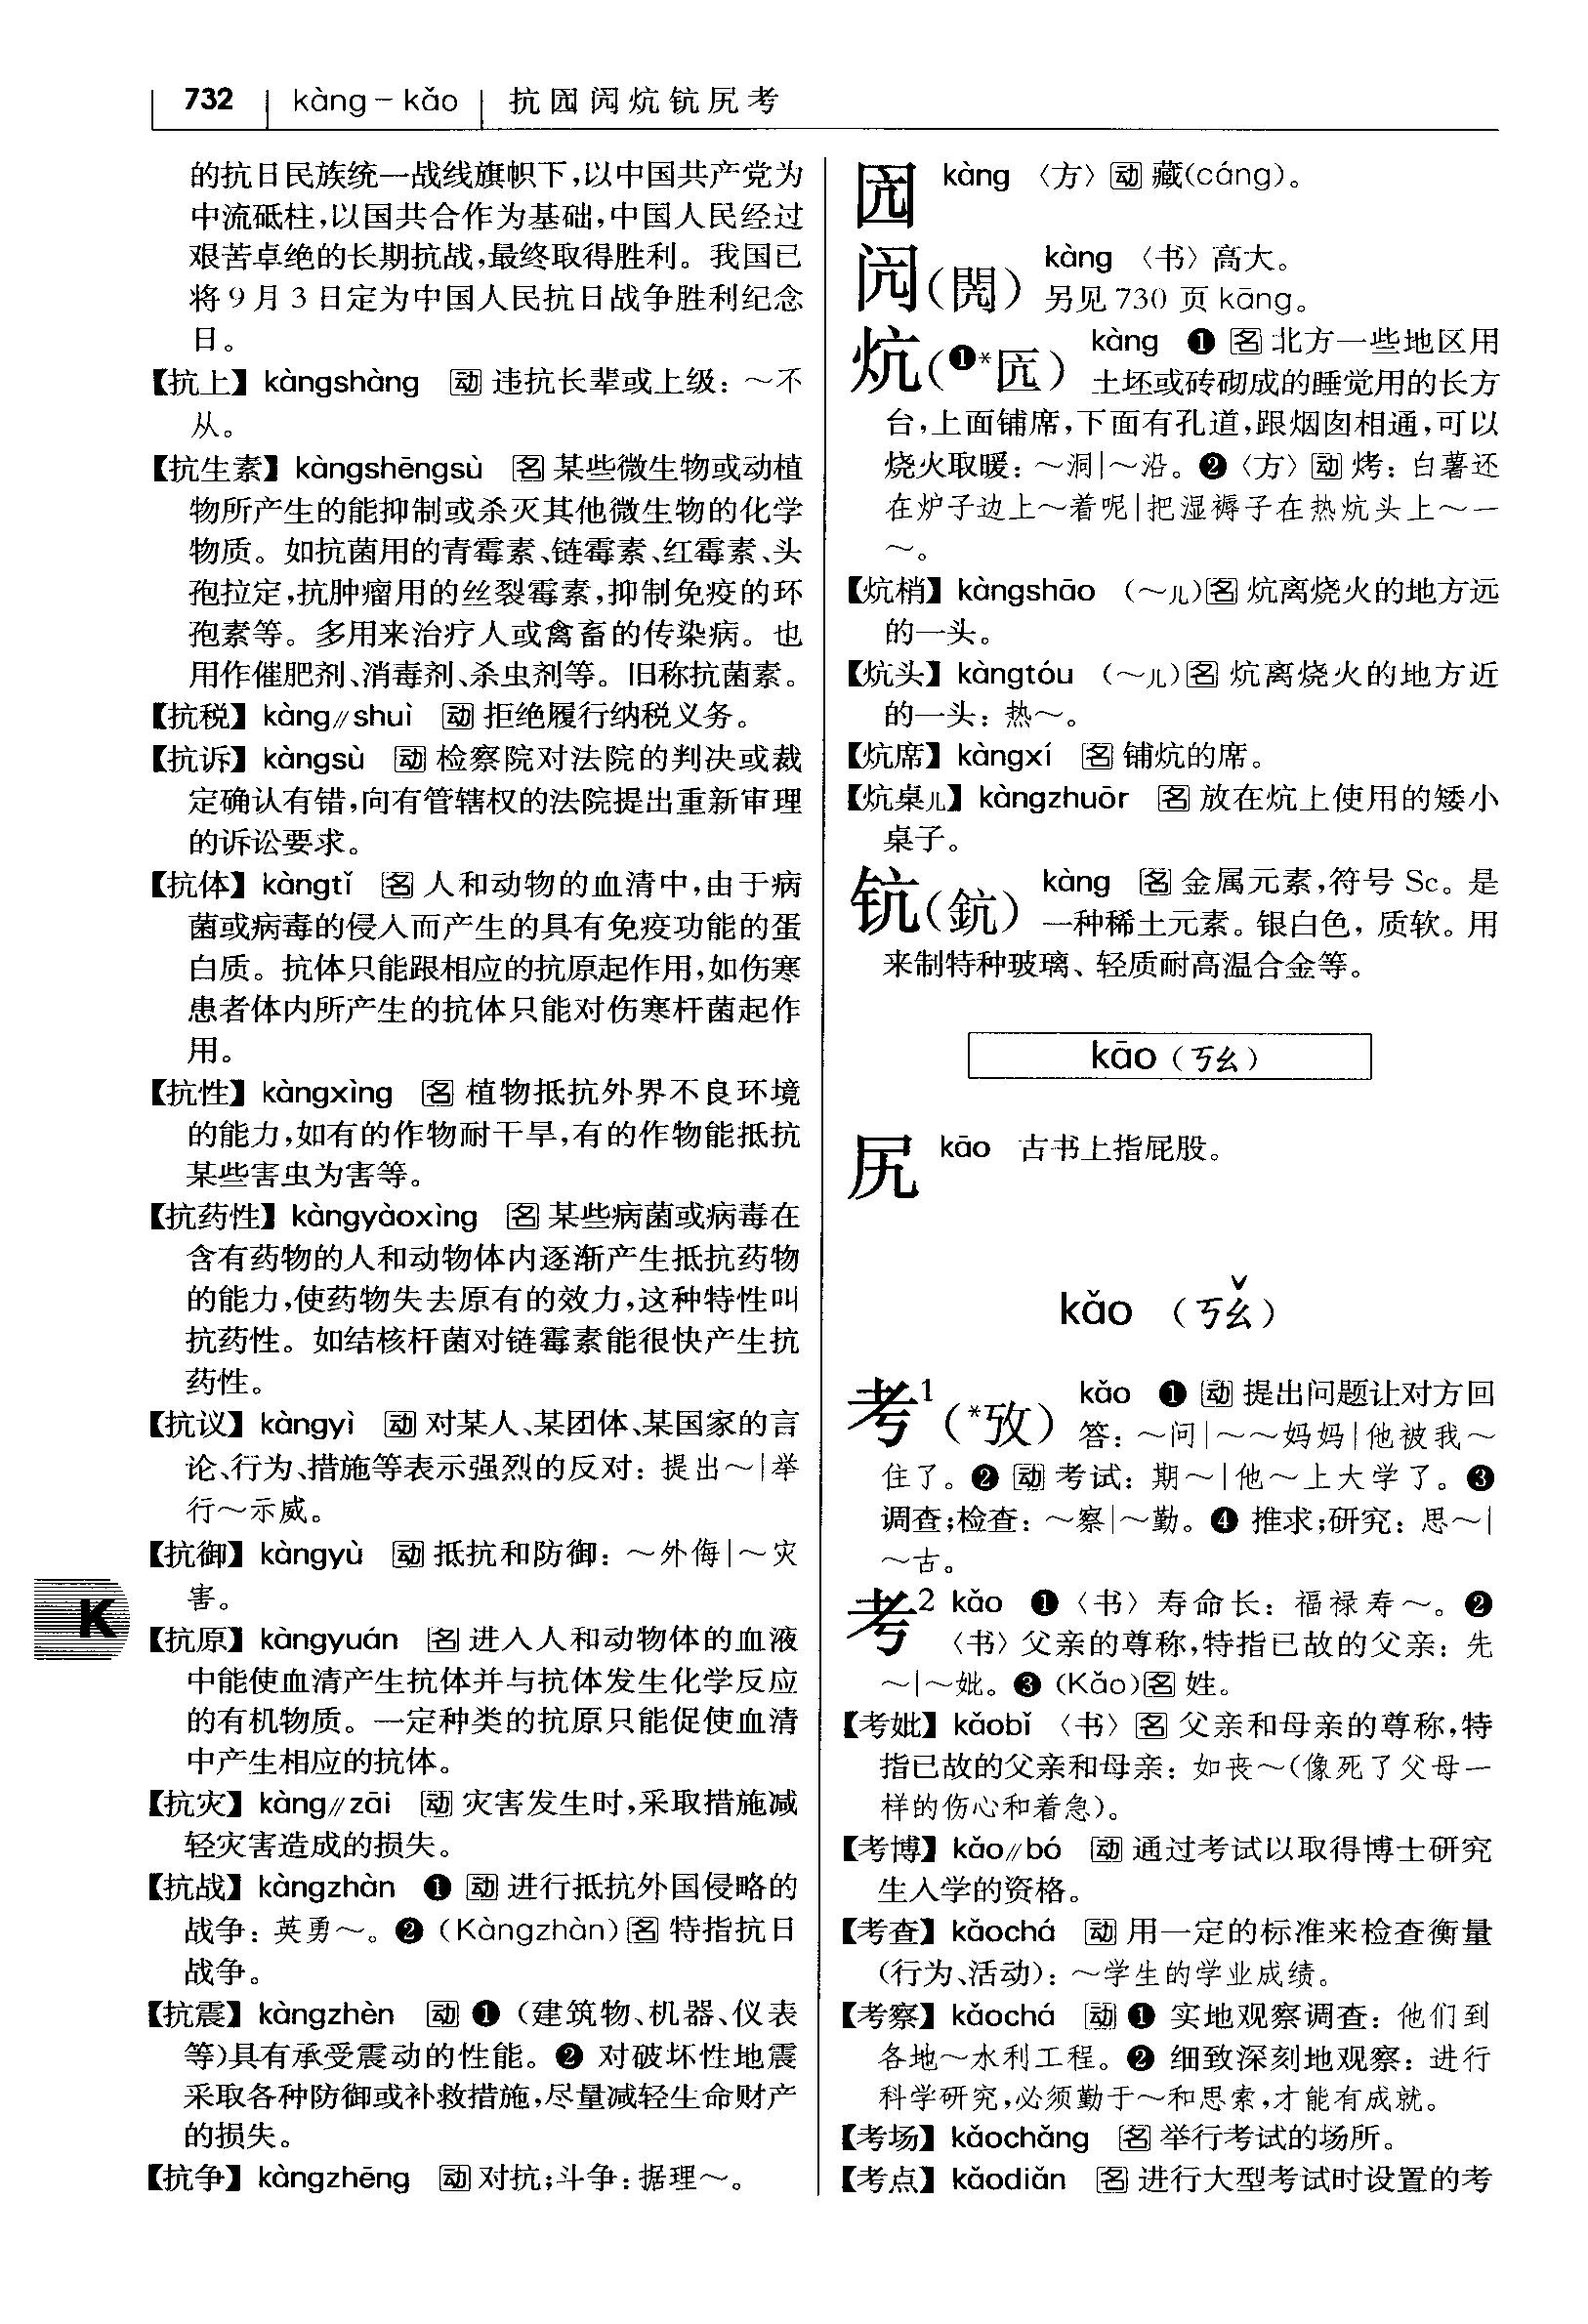 732 kàng－kǎo 抗囥闶炕钪尻考
的抗日民族统一战线旗帜下,以中国共产党为
中流砥柱,以国共合作为基础,中国人民经过
艰苦卓绝的长期抗战,最终取得胜利。我国已
将9月3日定为中国人民抗日战争胜利纪念
日。
【抗上】kàngshàng 动 违抗长辈或上级：～不
从。
【抗生素】kàngshēngsù 名 某些微生物或动植
物所产生的能抑制或杀灭其他微生物的化学
物质。如抗菌用的青霉素、链霉素、红霉素、头
孢拉定,抗肿瘤用的丝裂霉素,抑制免疫的环
孢素等。多用来治疗人或禽畜的传染病。也
用作催肥剂、消毒剂、杀虫剂等。旧称抗菌素。
【抗税】kàng∥shuì 动 拒绝履行纳税义务。
【抗诉】kàngsù 动 检察院对法院的判决或裁
定确认有错,向有管辖权的法院提出重新审理
的诉讼要求。
【抗体】kàngtǐ 名 人和动物的血清中,由于病
菌或病毒的侵入而产生的具有免疫功能的蛋
白质。抗体只能跟相应的抗原起作用,如伤寒
患者体内所产生的抗体只能对伤寒杆菌起作
用。
【抗性】kàngxìng 名 植物抵抗外界不良环境
的能力,如有的作物耐干旱,有的作物能抵抗
某些害虫为害等。
【抗药性】kàngyàoxìng 名 某些病菌或病毒在
含有药物的人和动物体内逐渐产生抵抗药物
的能力,使药物失去原有的效力,这种特性叫
抗药性。如结核杆菌对链霉素能很快产生抗
药性。
【抗议】kàngyì 动 对某人、某团体、某国家的言
论、行为、措施等表示强烈的反对：提出～|举
行～示威。
【抗御】kàngyù 动 抵抗和防御：～外侮|～灾
害。
【抗原】kàngyuán 名 进入人和动物体的血液
中能使血清产生抗体并与抗体发生化学反应
的有机物质。一定种类的抗原只能促使血清
中产生相应的抗体。
【抗灾】kàng∥zāi 动 灾害发生时,采取措施减
轻灾害造成的损失。
【抗战】kàngzhàn ❶ 动 进行抵抗外国侵略的
战争：英勇～。❷（Kàngzhàn）名 特指抗日
战争。
【抗震】kàngzhèn 动 ❶（建筑物、机器、仪表
等）具有承受震动的性能。❷ 对破坏性地震
采取各种防御或补救措施,尽量减轻生命财产
的损失。
【抗争】kàngzhēng 动 对抗;斗争：据理～。
K
囥 kàng〈方〉动 藏(cáng)。
闶(閌) kàng〈书〉高大。
另见730页kāng。
炕(❶*匟) kàng ❶ 名 北方一些地区用
土坯或砖砌成的睡觉用的长方
台,上面铺席,下面有孔道,跟烟囱相通,可以
烧火取暖：～洞|～沿。❷〈方〉动 烤：白薯还
在炉子边上～着呢|把湿褥子在热炕头上～一
～。
【炕梢】kàngshāo （～儿）名 炕离烧火的地方远
的一头。
【炕头】kàngtóu （～儿）名 炕离烧火的地方近
的一头：热～。
【炕席】kàngxí 名 铺炕的席。
【炕桌儿】kàngzhuōr 名 放在炕上使用的矮小
桌子。
钪(鈧) kàng 名 金属元素,符号Sc。是
一种稀土元素。银白色，质软。用
来制特种玻璃、轻质耐高温合金等。
kāo（ㄎㄠ）
尻 kāo 古书上指屁股。
kǎo（ㄎㄠˇ）
考1(*攷) kǎo ❶ 动 提出问题让对方回
答：～问|～～妈妈|他被我～
住了。❷ 动 考试：期～|他～上大学了。❸
调查;检查：～察|～勤。❹ 推求;研究：思～|
～古。
考2 kǎo ❶〈书〉寿命长：福禄寿～。❷
〈书〉父亲的尊称,特指已故的父亲：先
～|～妣。❸（Kǎo）名 姓。
【考妣】kǎobǐ〈书〉名 父亲和母亲的尊称,特
指已故的父亲和母亲：如丧～（像死了父母一
样的伤心和着急）。
【考博】kǎo∥bó 动 通过考试以取得博士研究
生入学的资格。
【考查】kǎochá 动 用一定的标准来检查衡量
（行为、活动）：～学生的学业成绩。
【考察】kǎochá 动 ❶ 实地观察调查：他们到
各地～水利工程。❷ 细致深刻地观察：进行
科学研究,必须勤于～和思索,才能有成就。
【考场】kǎochǎng 名 举行考试的场所。
【考点】kǎodiǎn 名 进行大型考试时设置的考